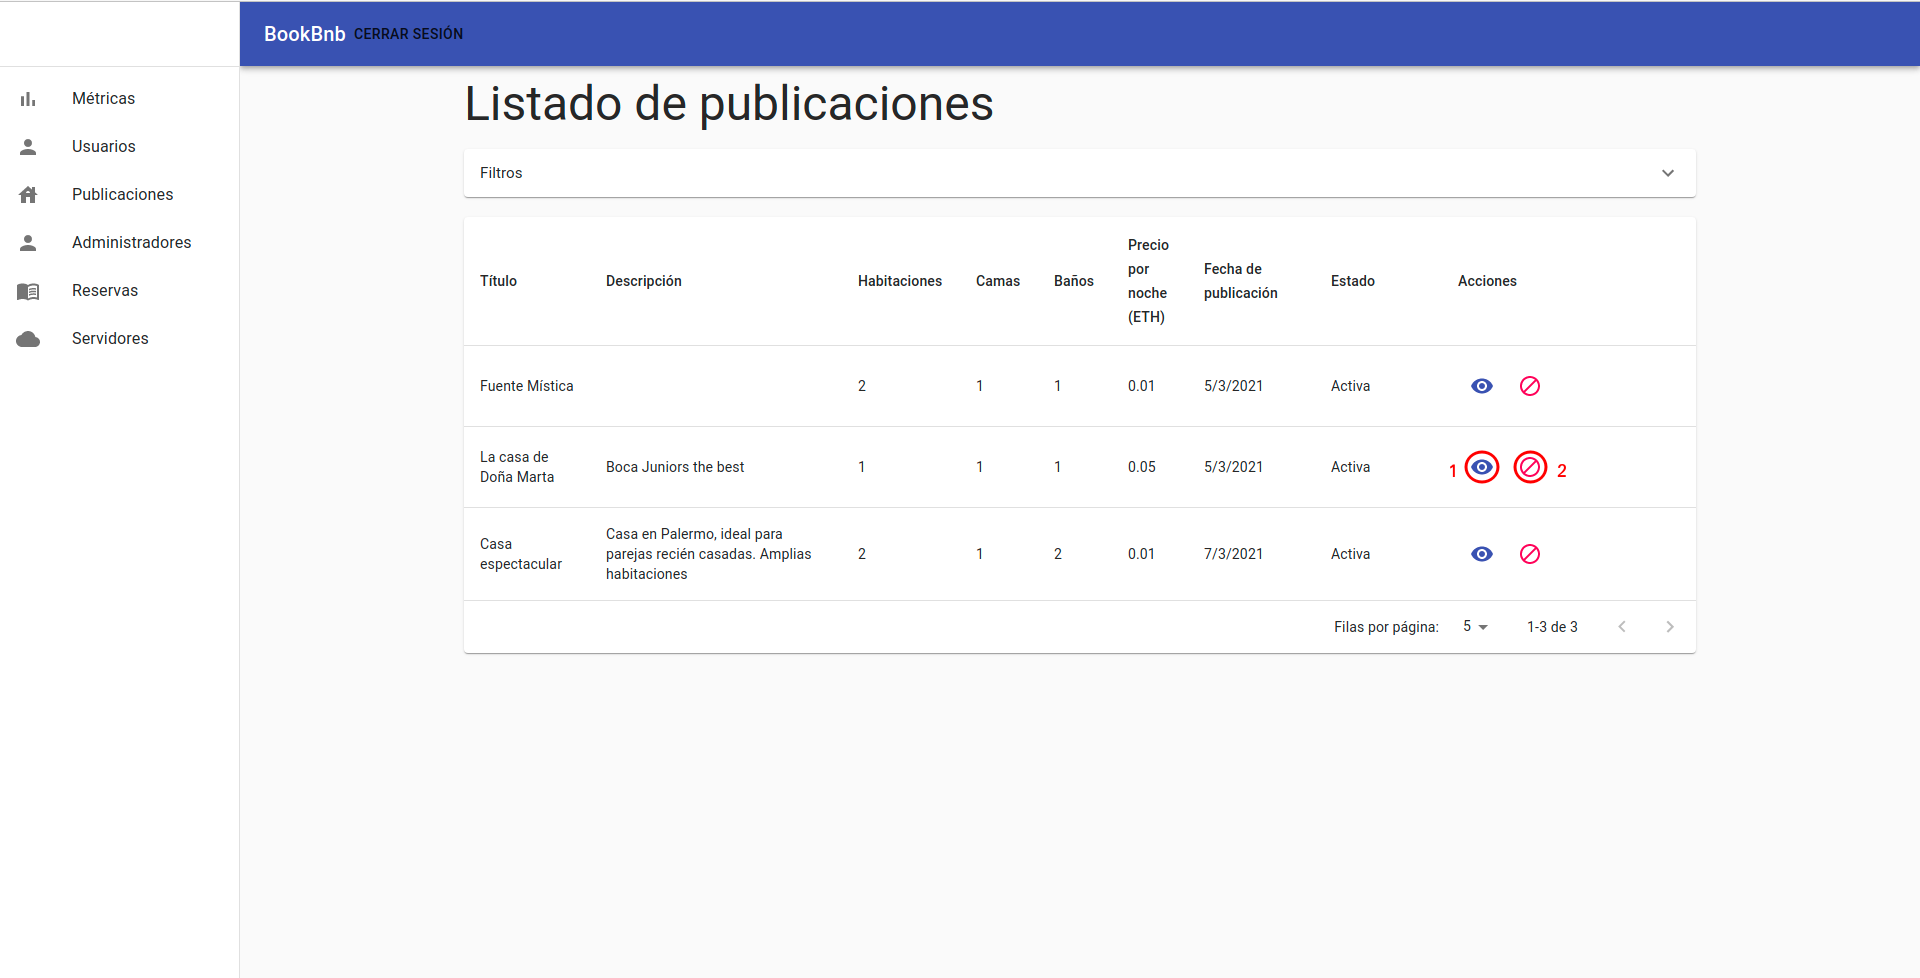 BookBnb CERRAR SESIÓN
Métricas
Usuarios
Publicaciones
Administradores
Reservas
Servidores
Listado de publicaciones
Filtros
Título Descripción Habitaciones Camas Baños Precio por noche (ETH) Fecha de publicación Estado Acciones
Fuente Mística 2 1 1 0.01 5/3/2021 Activa
La casa de Doña Marta Boca Juniors the best 1 1 1 0.05 5/3/2021 Activa 1 2
Casa espectacular Casa en Palermo, ideal para parejas recién casadas. Amplias habitaciones 2 1 2 0.01 7/3/2021 Activa
Filas por página: 5 1-3 de 3